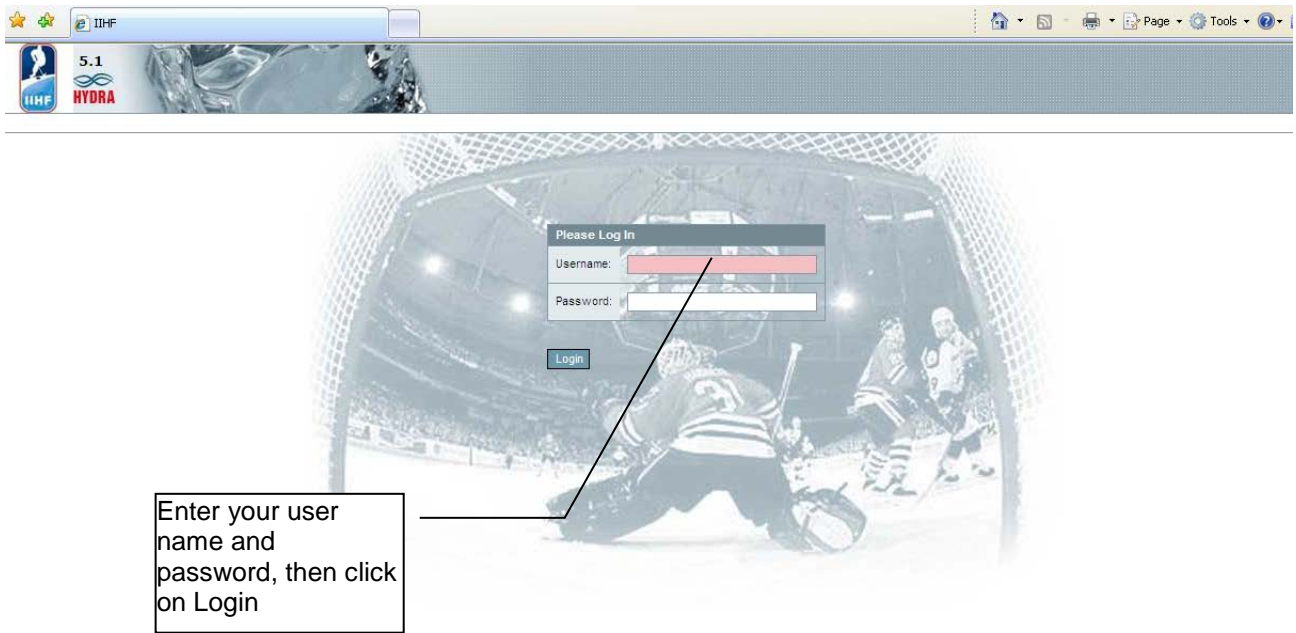 IIHF
Page
Tools
5.1
IIHF
HYDRA
Please Log In
Username:
Password:
Login
3
Enter your user
name and
password, then click
on Login